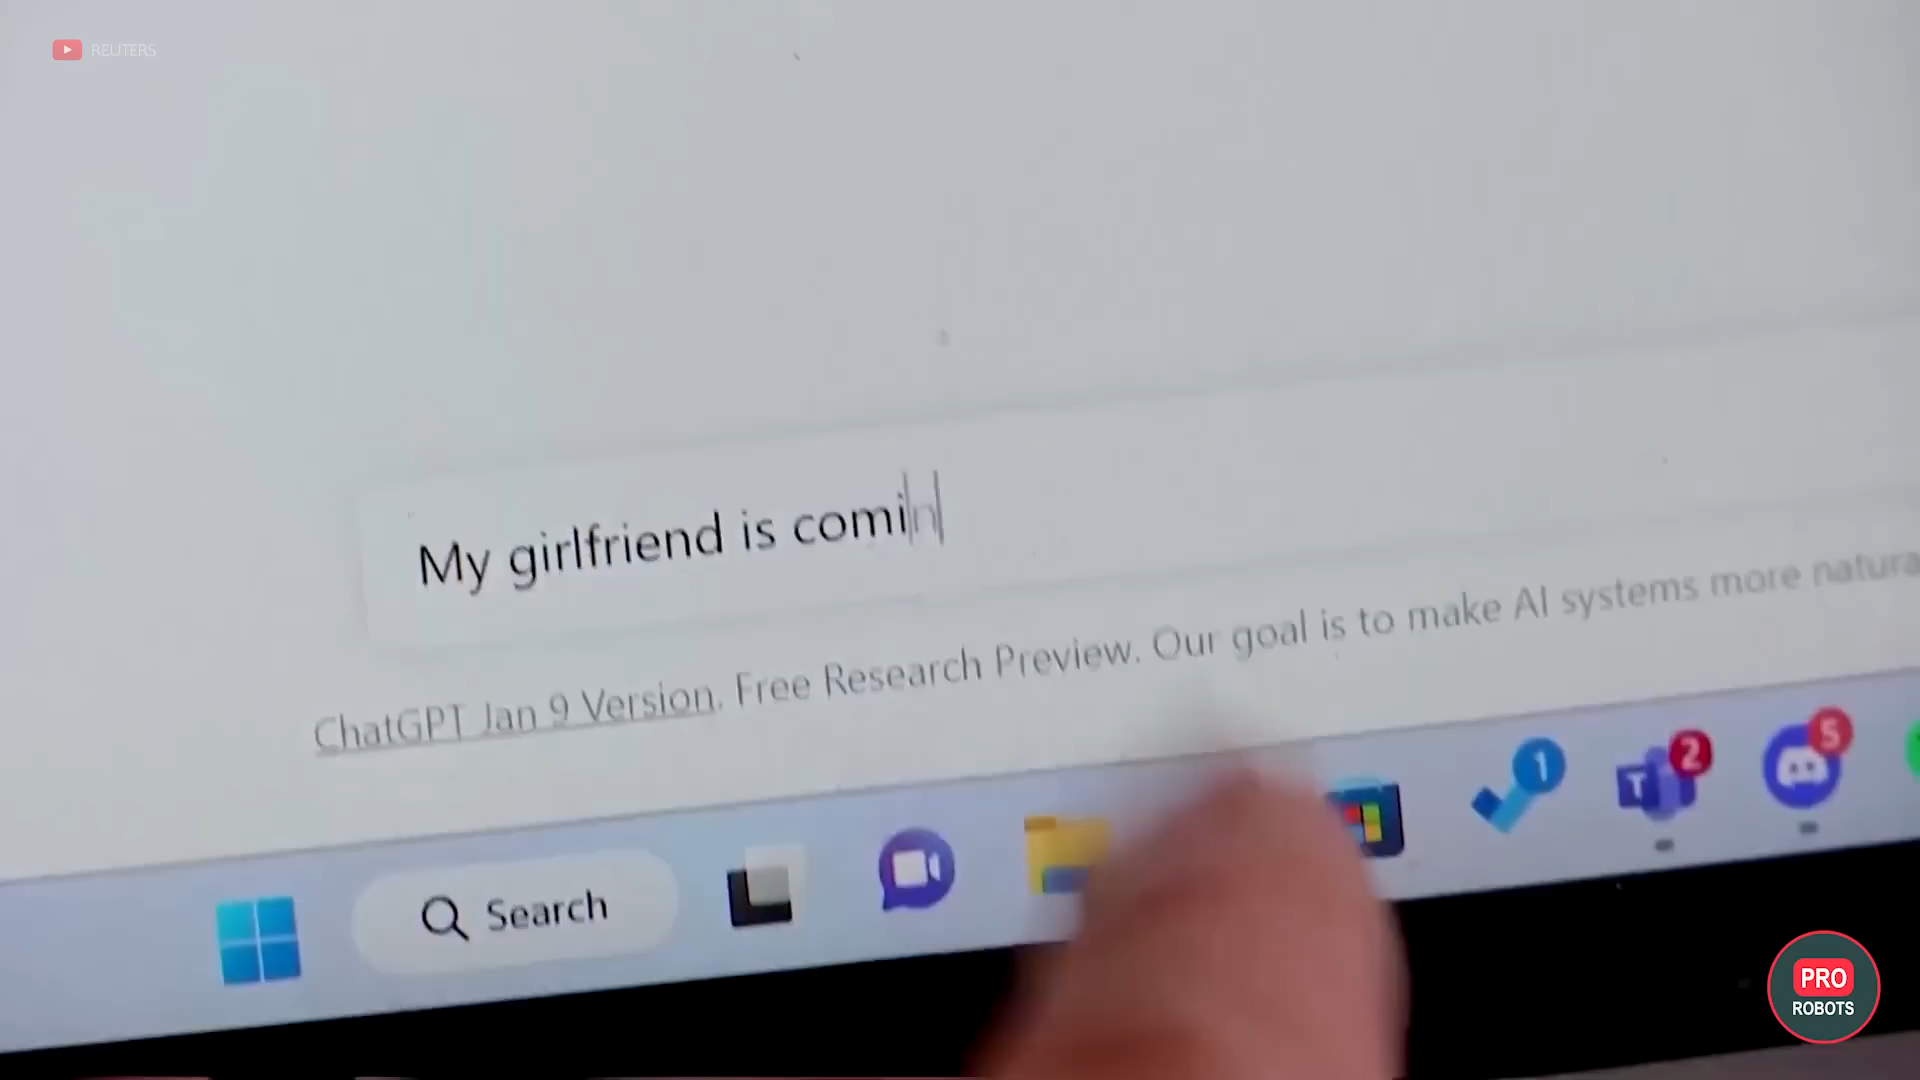 REUTERS
My girlfriend is comin
ChatGPT Jan 9 Version. Free Research Preview. Our goal is to make AI systems more natura
Search
1
T
2
5
PRO
ROBOTS